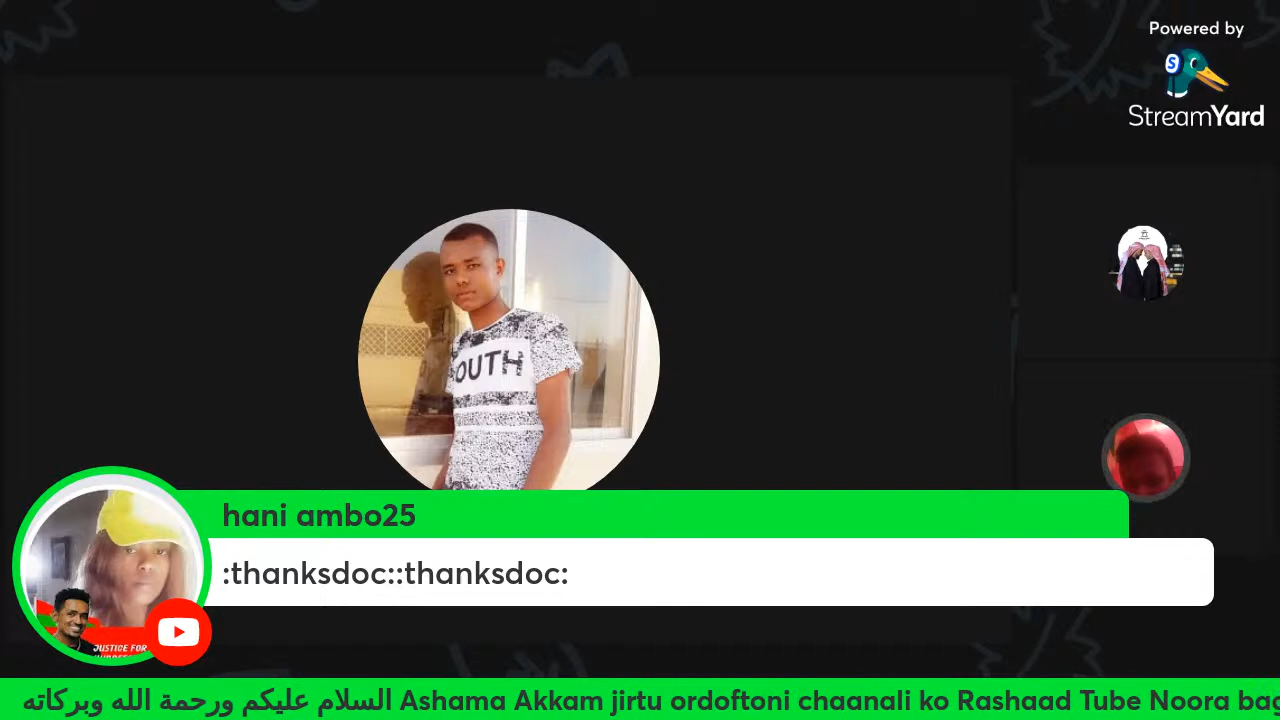 Powered by
S
StreamYard
OUTH
hani ambo25
:thanksdoc::thanksdoc:
JUSTICE FOR
السلام عليكم ورحمة الله وبركاته Ashama Akkam jirtu ordoftoni chaanali ko Rashaad Tube Noora bag